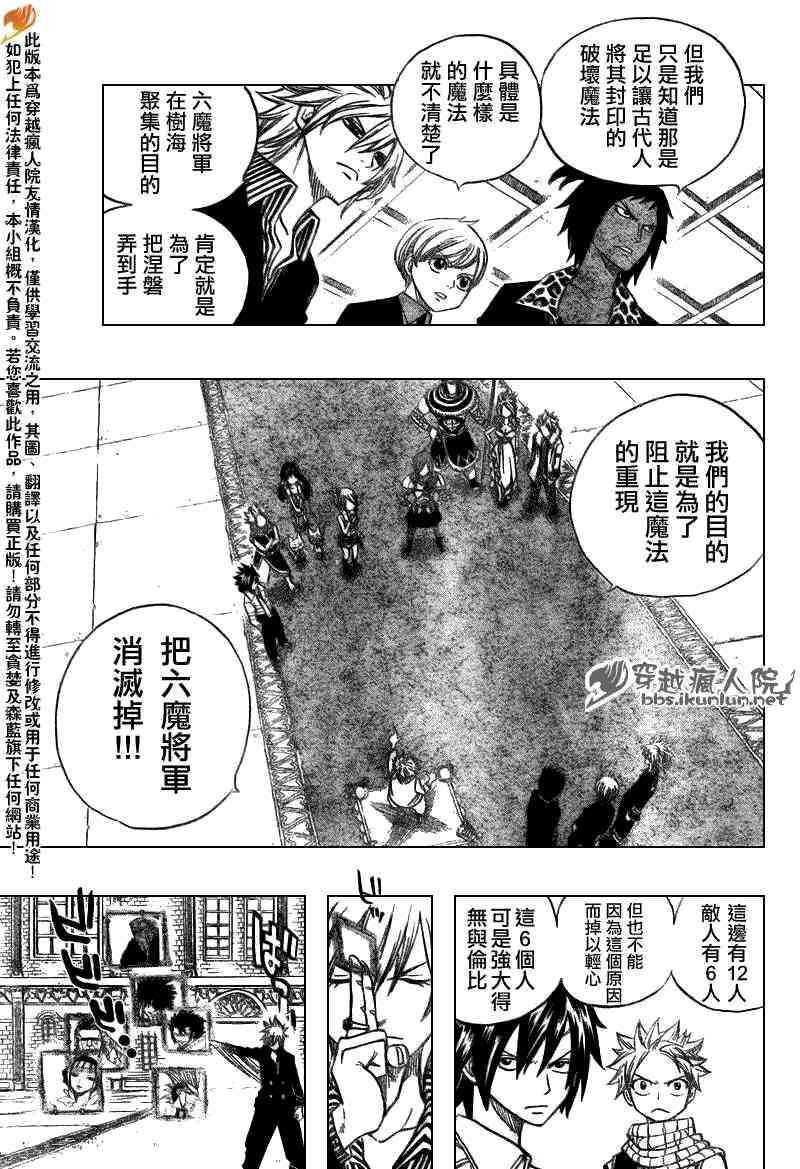 但我們
只是知道那是
足以讓古代人
將其封印的
破壞魔法
具體是
什麼樣
的魔法
就不清楚了
六魔將軍
在樹海
聚集的目的
肯定就是
為了
把涅磐
弄到手
我們的目的
就是為了
阻止這魔法
的重現
把六魔將軍
消滅掉!!!
穿越瘋人院
bbs.ikunlun.net
這邊有12人
敵人有6人
但也不能
因為這個原因
而掉以輕心
這6個人
可是強大得
無與倫比
此版本爲穿越瘋人院友情漢化，僅供學習交流之用，其圖、翻譯以及任何部分不得進行修改或用于任何商業用途！
如犯上任何法律責任，本小組概不負責。若您喜歡此作品，請購買正版！請勿轉至貪婪及森藍旗下任何網站！